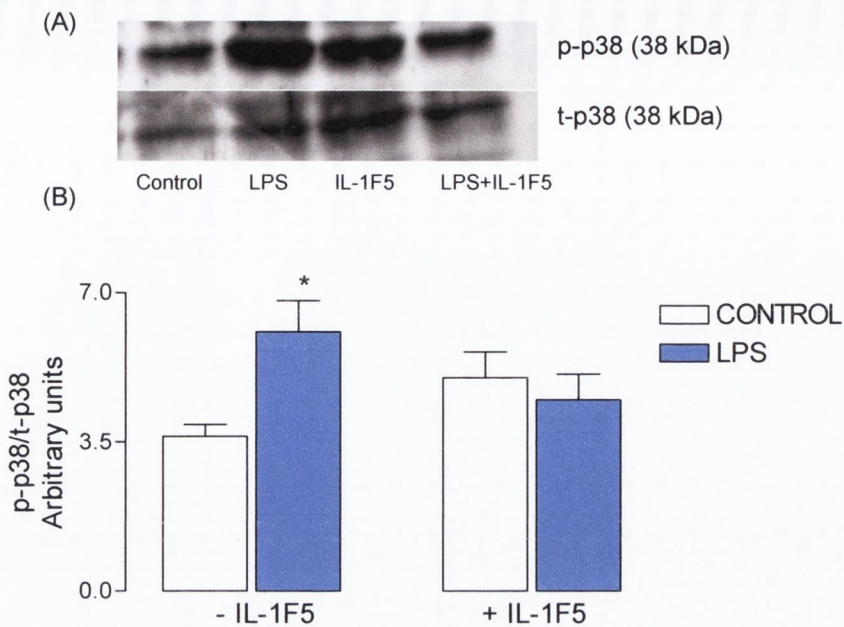 (A)
p-p38 (38 kDa)
t-p38 (38 kDa)
Control LPS IL-1F5 LPS+IL-1F5
(B)
*
7.0
CONTROL
LPS
p-p38/t-p38
Arbitrary units
3.5
0.0
- IL-1F5 + IL-1F5